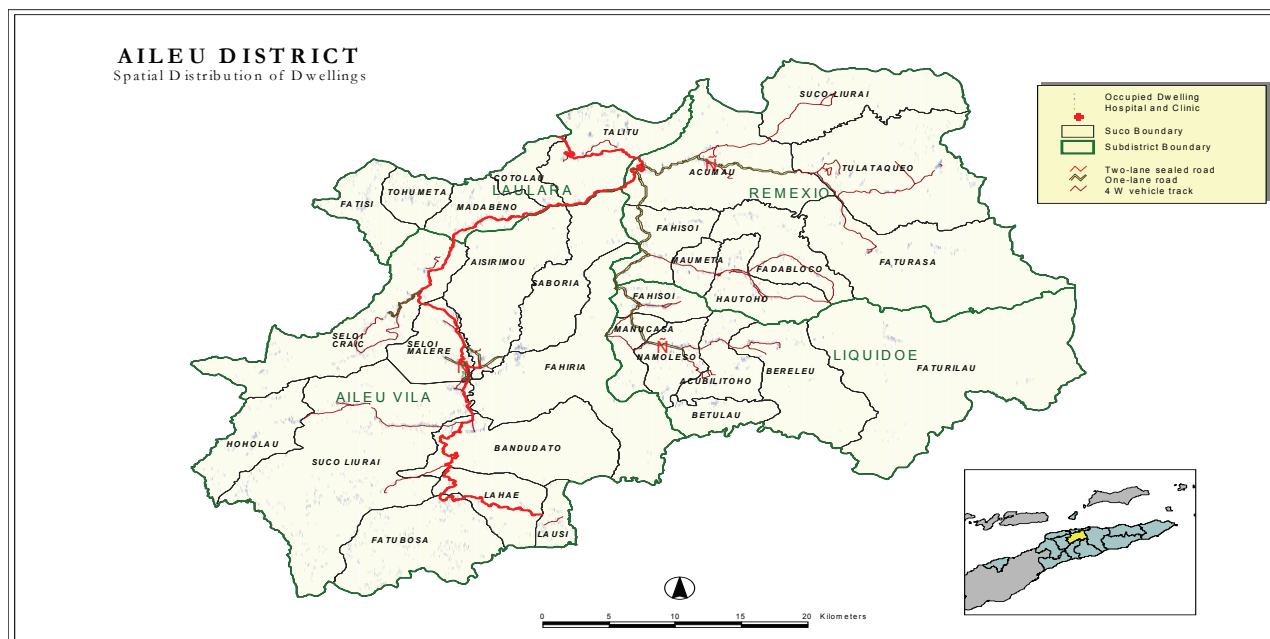 AILEU DISTRICT
Spatial Distribution of Dwellings
Occupied Dwelling
Hospital and Clinic
Suco Boundary
Subdistrict Boundary
Two-lane sealed road
One-lane road
4 W vehicle track
SUCO-LIURAI
TALITU
ACUMAU
TULATAQUEO
COTOLAU
LAULARA
REMEXIO
TOHUMETA
FATISI
MADABENO
FAHISOI
AISIRIMOU
MAUMETA
FADABLOCO
FATURASA
SABORIA
FAHISOI
HAUTOHO
MANUCASA
SELOI
CRAIC
SELOI
MALERE
Ñ
Ñ
Ñ
NAMOLESO
LIQUIDOE
FAHIRIA
BERELEU
FATURILAU
ACUBILITOHO
AILEU VILA
BETULAU
HOHOLAU
BANDUDATO
SUCO LIURAI
LAHAE
LAUSI
FATUBOSA
0 5 10 15 20 Kilometers